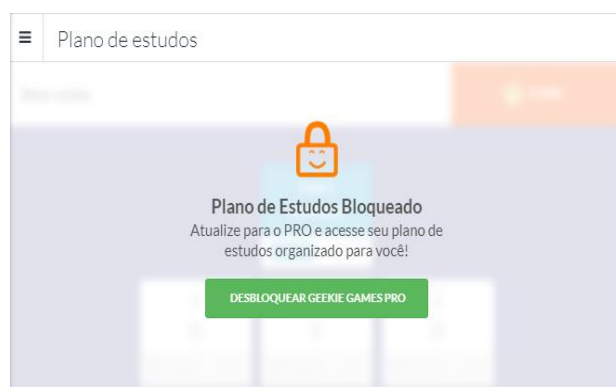 Plano de estudos
Plano de Estudos Bloqueado
Atualize para o PRO e acesse seu plano de
estudos organizado para você!
DESBLOQUEAR GEEKIE GAMES PRO